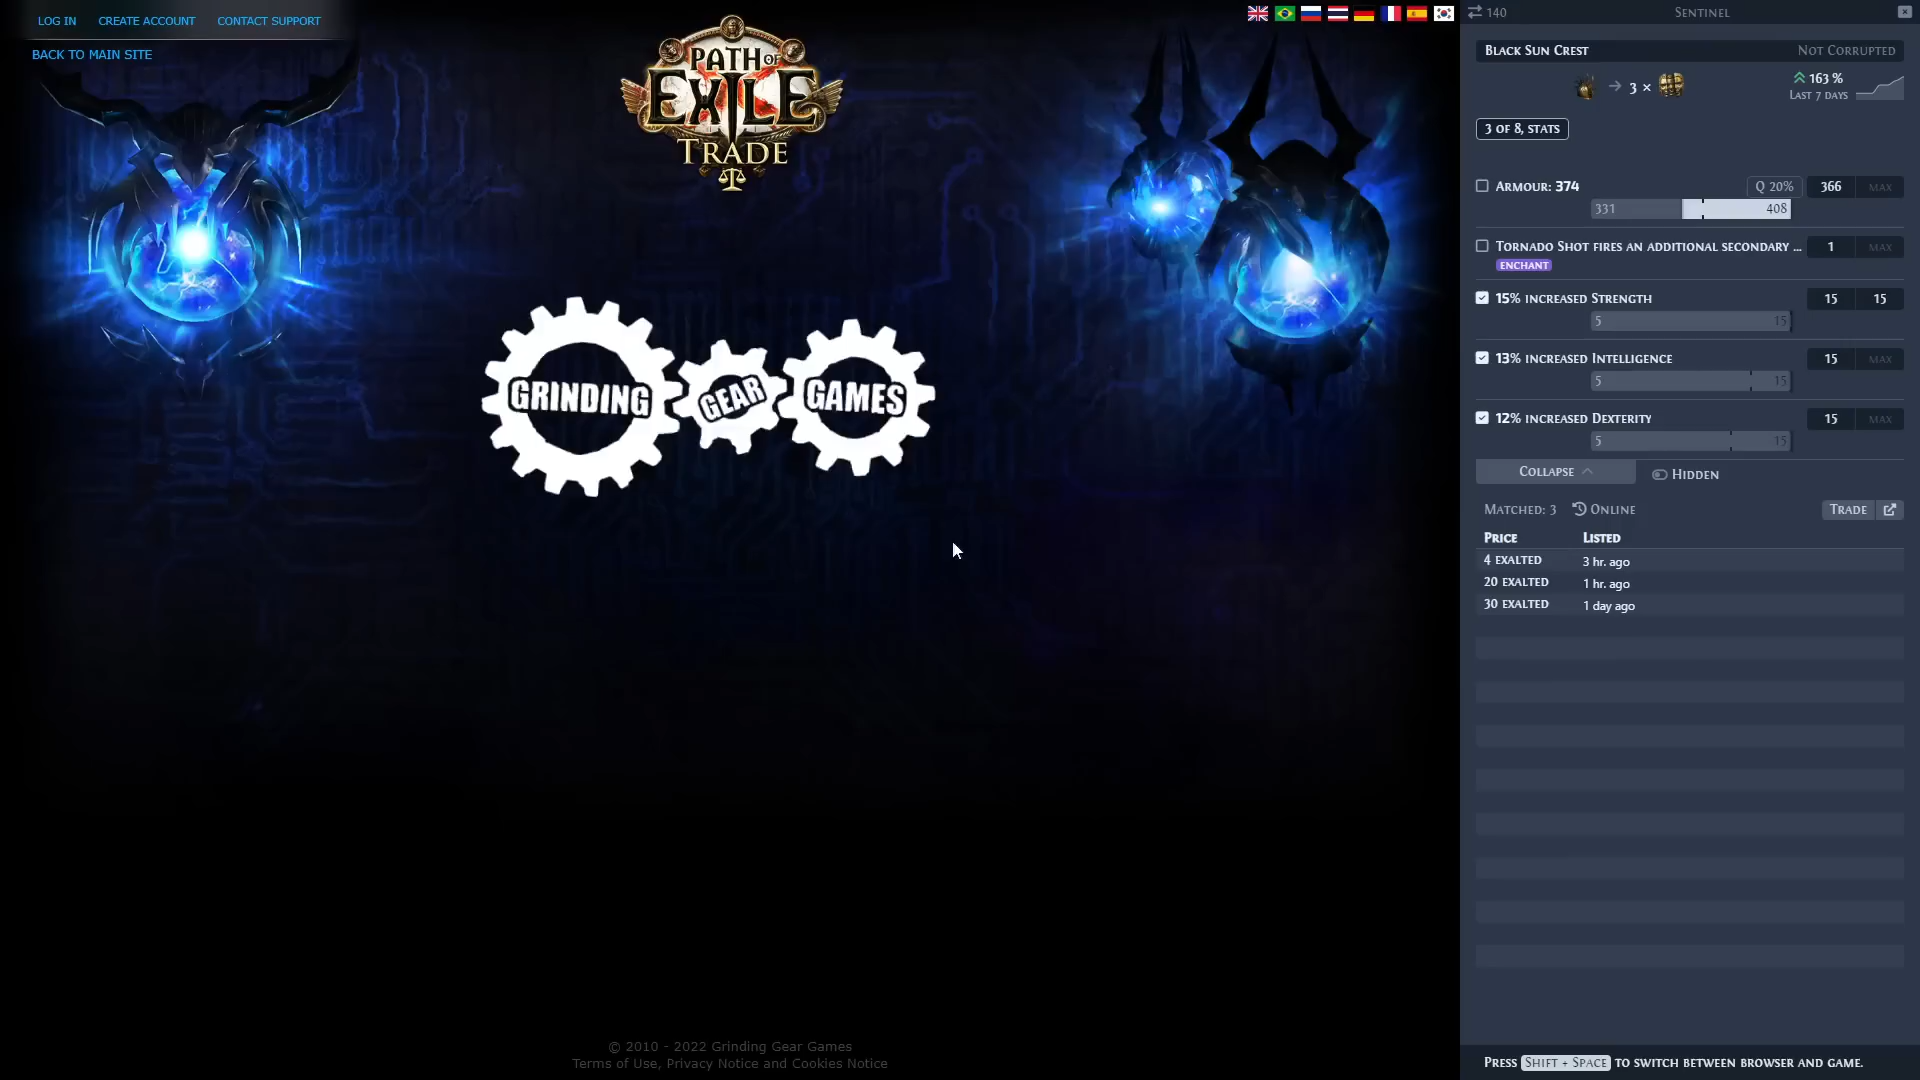 LOG IN
CREATE ACCOUNT
CONTACT SUPPORT
BACK TO MAIN SITE
PATH OF
EXILE
TRADE
GRINDING
GEAR
GAMES
© 2010 - 2022 Grinding Gear Games
Terms of Use, Privacy Notice and Cookies Notice
140
SENTINEL
BLACK SUN CREST
NOT CORRUPTED
3 ×
163 %
LAST 7 DAYS
3 OF 8, STATS
ARMOUR: 374
Q 20%
366
MAX
331
408
TORNADO SHOT FIRES AN ADDITIONAL SECONDARY ...
1
MAX
ENCHANT
15% INCREASED STRENGTH
15
15
5
15
13% INCREASED INTELLIGENCE
15
MAX
5
15
12% INCREASED DEXTERITY
15
MAX
5
15
COLLAPSE
HIDDEN
MATCHED: 3
ONLINE
TRADE
PRICE
LISTED
4 EXALTED
3 hr. ago
20 EXALTED
1 hr. ago
30 EXALTED
1 day ago
PRESS SHIFT + SPACE TO SWITCH BETWEEN BROWSER AND GAME.